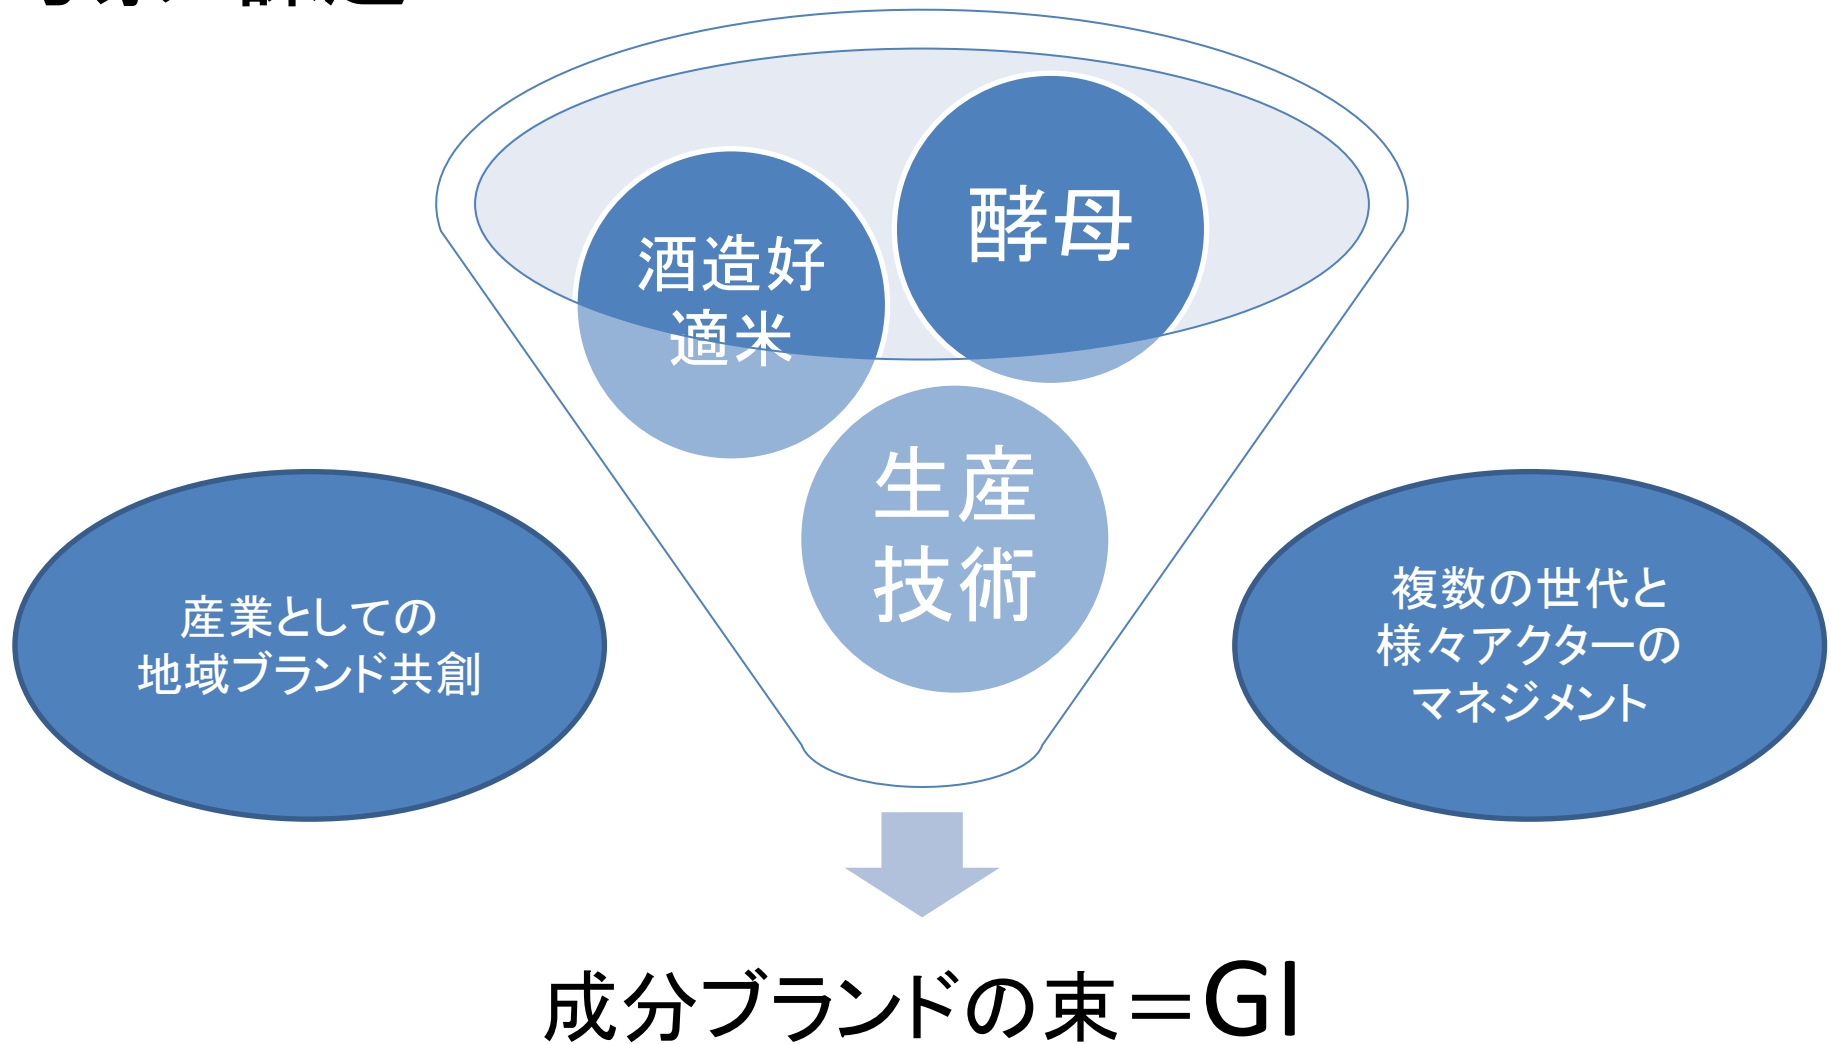 酵母
酒造好
適米
生産
技術
産業としての
地域ブランド共創
複数の世代と
様々アクターの
マネジメント
成分ブランドの束＝GI